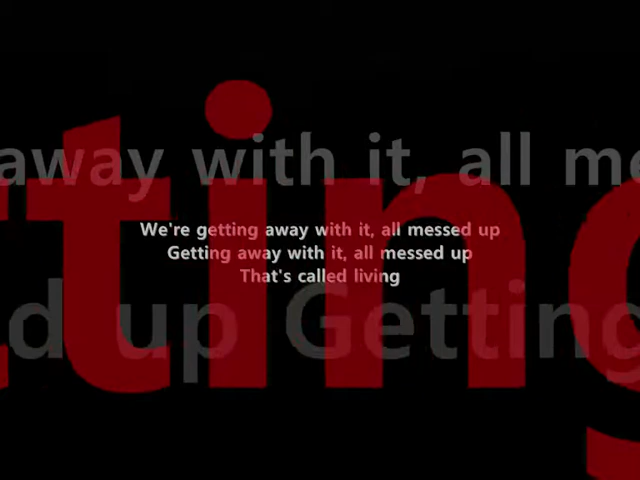 away with it, all me
tting
We're getting away with it, all messed up
Getting away with it, all messed up
That's called living
d up Getting